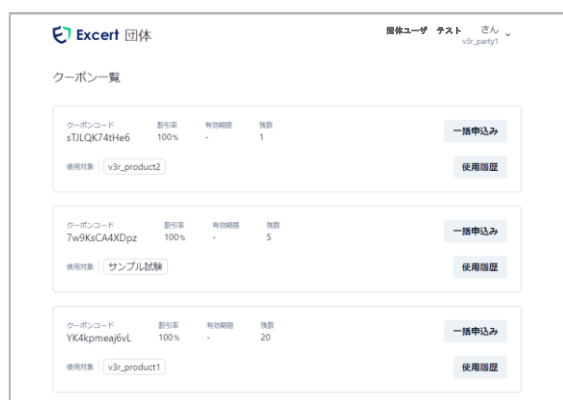 Excert 団体
団体ユーザ テスト さん
v3r_party1
クーポン一覧
クーポンコード 割引率 有効期限 残数
sTJLQK74tHe6 100% - 1
一括申込み
使用対象 v3r_product2
使用履歴
クーポンコード 割引率 有効期限 残数
7w9KsCA4XDpz 100% - 5
一括申込み
使用対象 サンプル試験
使用履歴
クーポンコード 割引率 有効期限 残数
YK4kpmeaj6vL 100% - 20
一括申込み
使用対象 v3r_product1
使用履歴